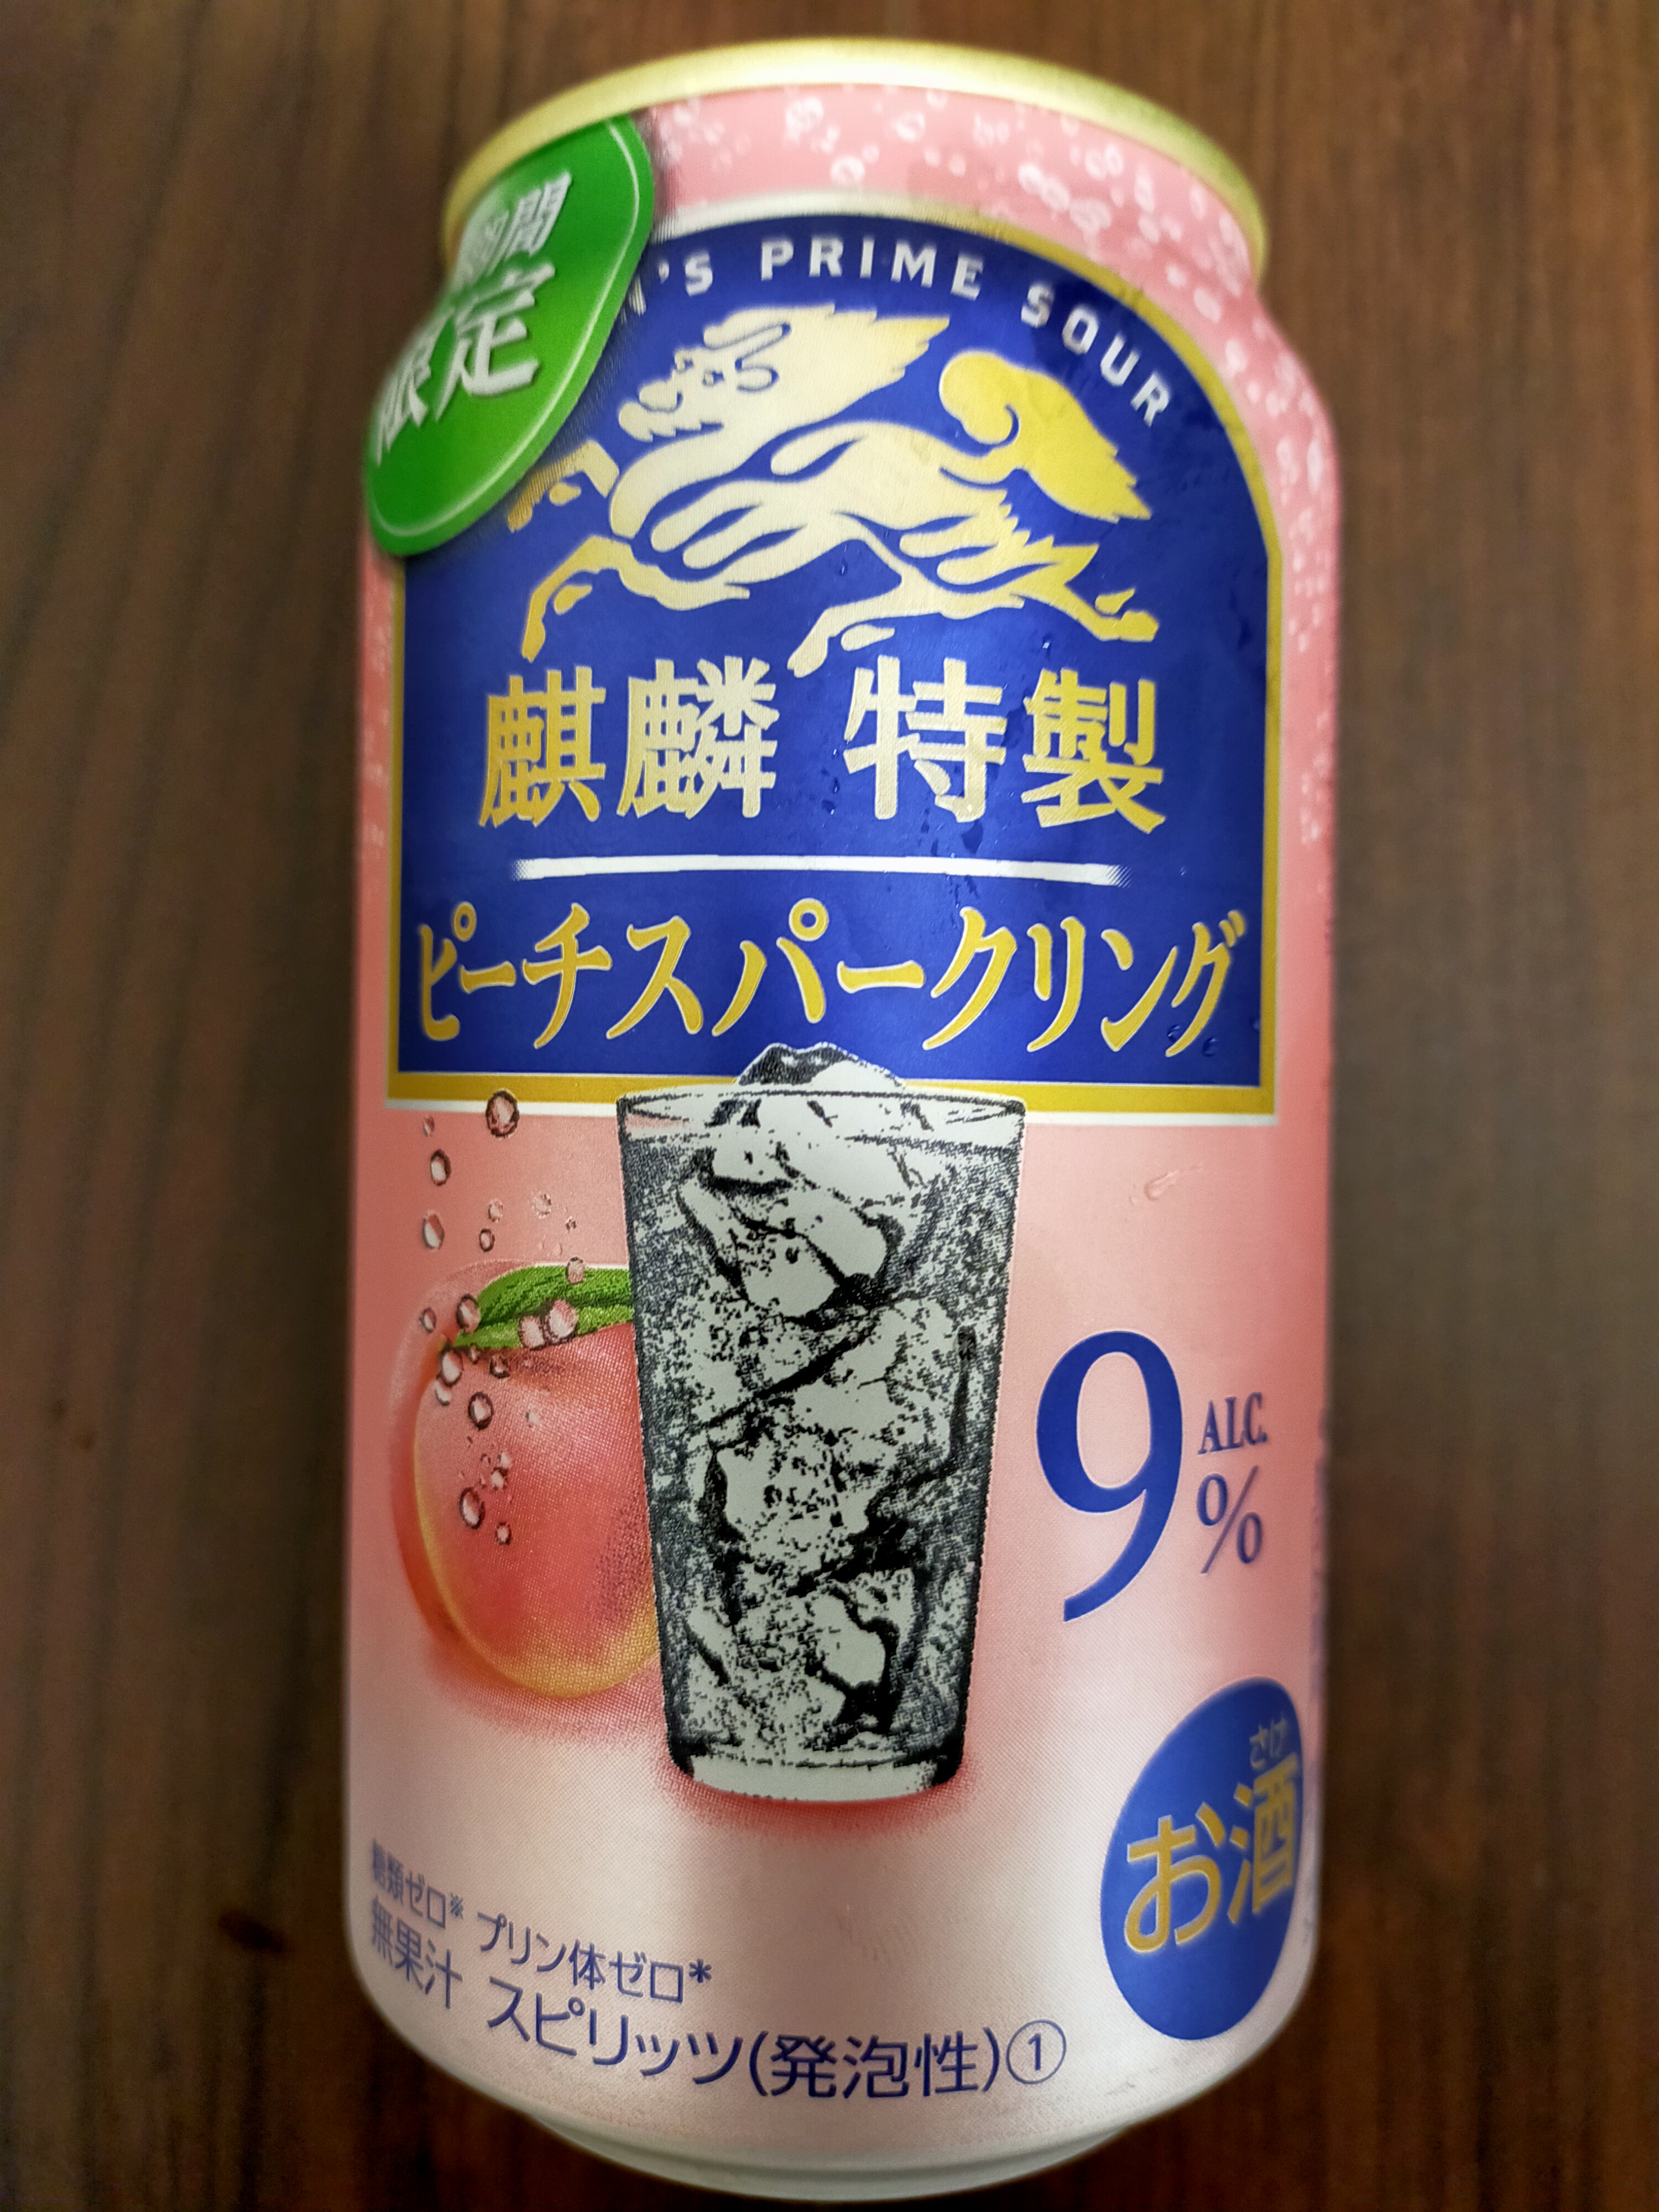 期間
限定
'S PRIME SOUR
麒麟 特製
ピーチスパークリング
9
ALC.
%
さけ
お酒
糖類ゼロ※ プリン体ゼロ*
無果汁 スピリッツ(発泡性)①